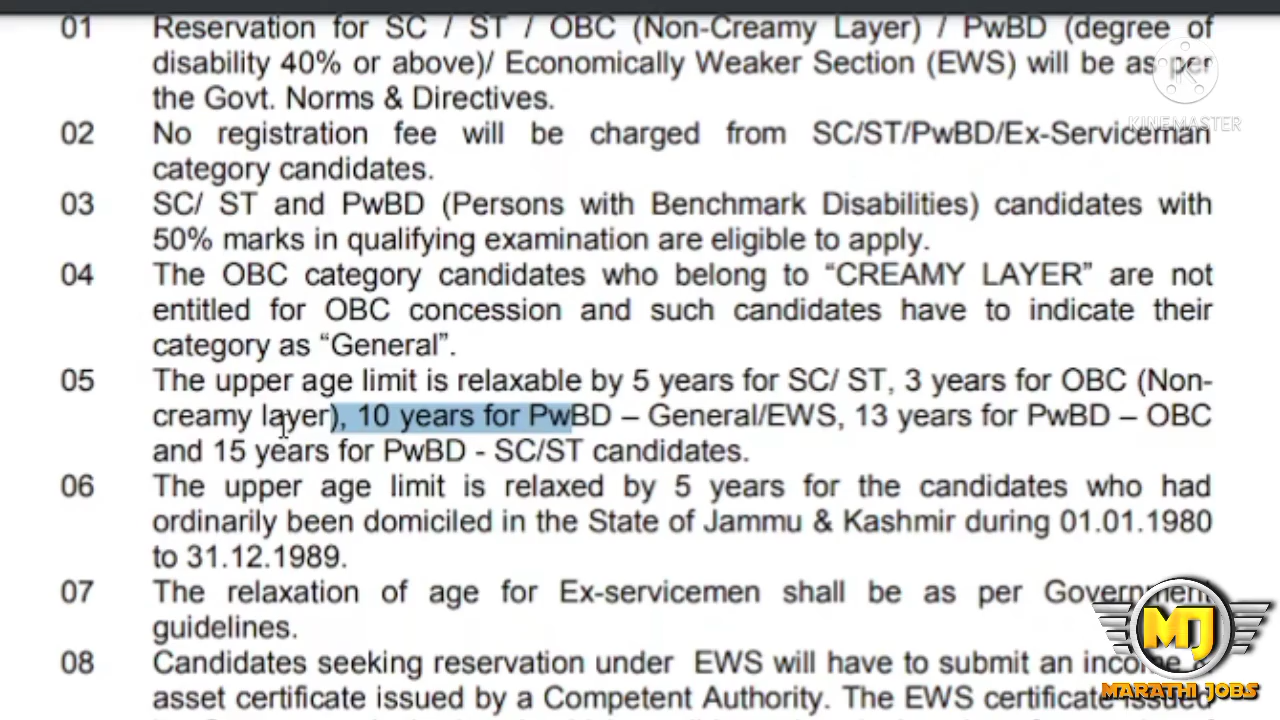 01 Reservation for SC / ST / OBC (Non-Creamy Layer) / PwBD (degree of
disability 40% or above)/ Economically Weaker Section (EWS) will be as per
the Govt. Norms & Directives.
KINEMASTER
02 No registration fee will be charged from SC/ST/PwBD/Ex-Serviceman
category candidates.
03 SC/ ST and PwBD (Persons with Benchmark Disabilities) candidates with
50% marks in qualifying examination are eligible to apply.
04 The OBC category candidates who belong to “CREAMY LAYER” are not
entitled for OBC concession and such candidates have to indicate their
category as “General”.
05 The upper age limit is relaxable by 5 years for SC/ ST, 3 years for OBC (Non-
creamy layer), 10 years for PwBD – General/EWS, 13 years for PwBD – OBC
and 15 years for PwBD - SC/ST candidates.
06 The upper age limit is relaxed by 5 years for the candidates who had
ordinarily been domiciled in the State of Jammu & Kashmir during 01.01.1980
to 31.12.1989.
07 The relaxation of age for Ex-servicemen shall be as per Government
guidelines.
08 Candidates seeking reservation under EWS will have to submit an income &
asset certificate issued by a Competent Authority. The EWS certificate issued
MJ
MARATHI JOBS